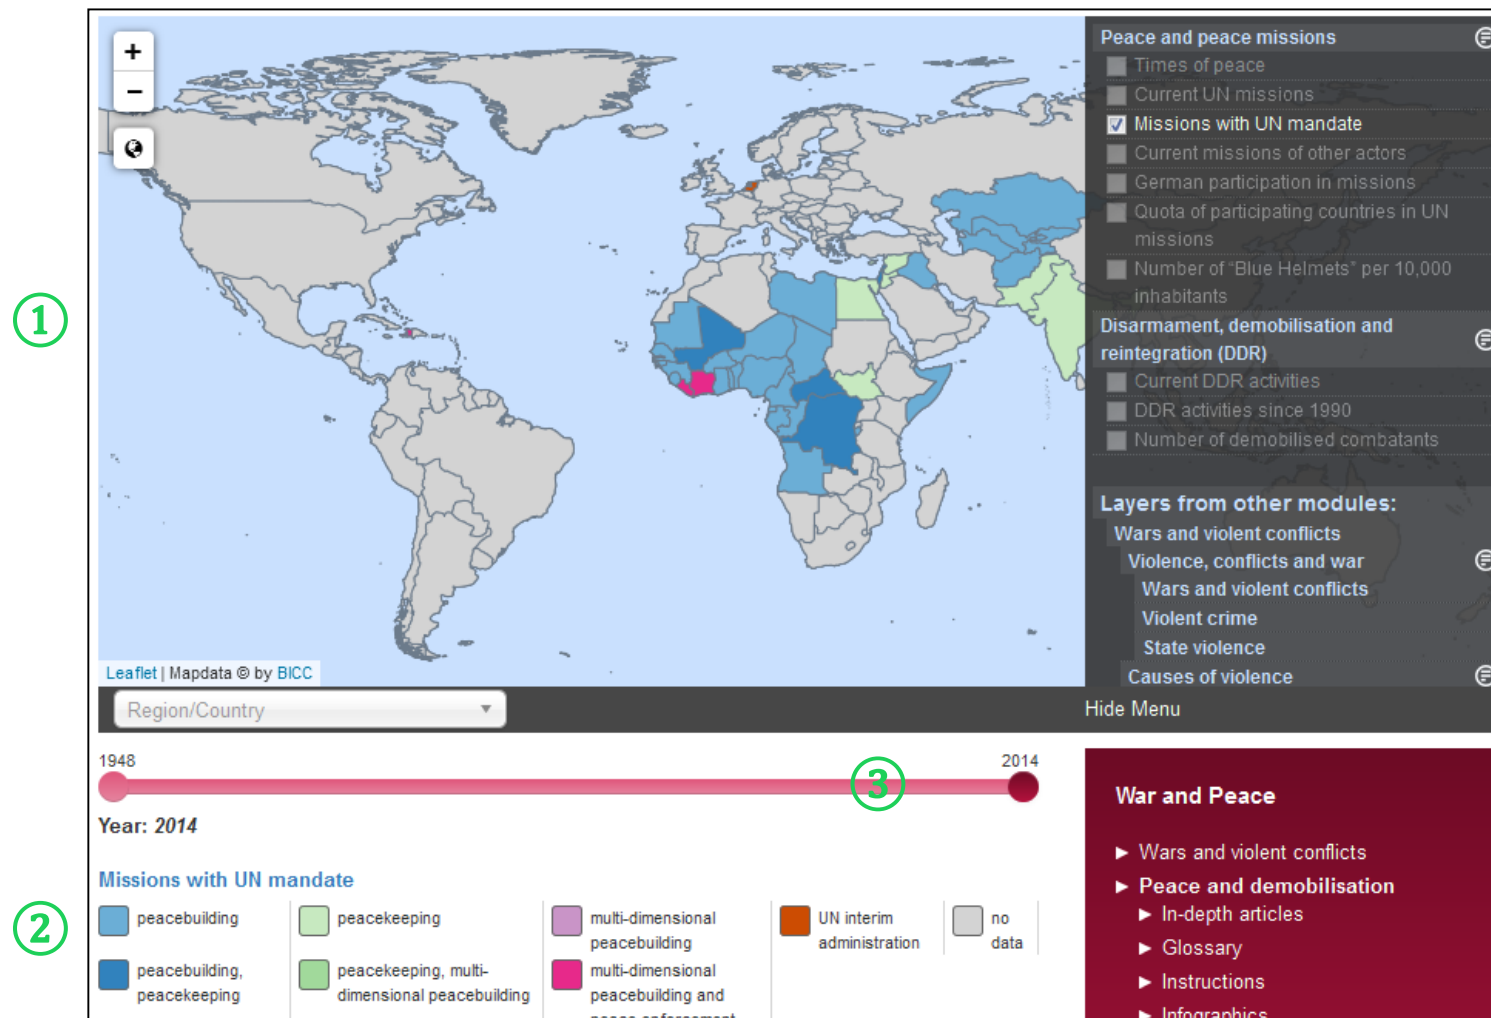 +
−
Peace and peace missions
Times of peace
Current UN missions
Missions with UN mandate
Current missions of other actors
German participation in missions
Quota of participating countries in UN
missions
Number of “Blue Helmets” per 10,000
inhabitants
Disarmament, demobilisation and
reintegration (DDR)
Current DDR activities
DDR activities since 1990
Number of demobilised combatants
Layers from other modules:
Wars and violent conflicts
Violence, conflicts and war
Wars and violent conflicts
Violent crime
State violence
Causes of violence
1
Leaflet | Mapdata © by BICC
Region/Country
Hide Menu
1948
2014
3
Year: 2014
Missions with UN mandate
2
peacebuilding
peacebuilding,
peacekeeping
peacekeeping
peacekeeping, multi-
dimensional peacebuilding
multi-dimensional
peacebuilding
multi-dimensional
peacebuilding and
peace enforcement
UN interim
administration
no
data
War and Peace
Wars and violent conflicts
Peace and demobilisation
In-depth articles
Glossary
Instructions
Infographics